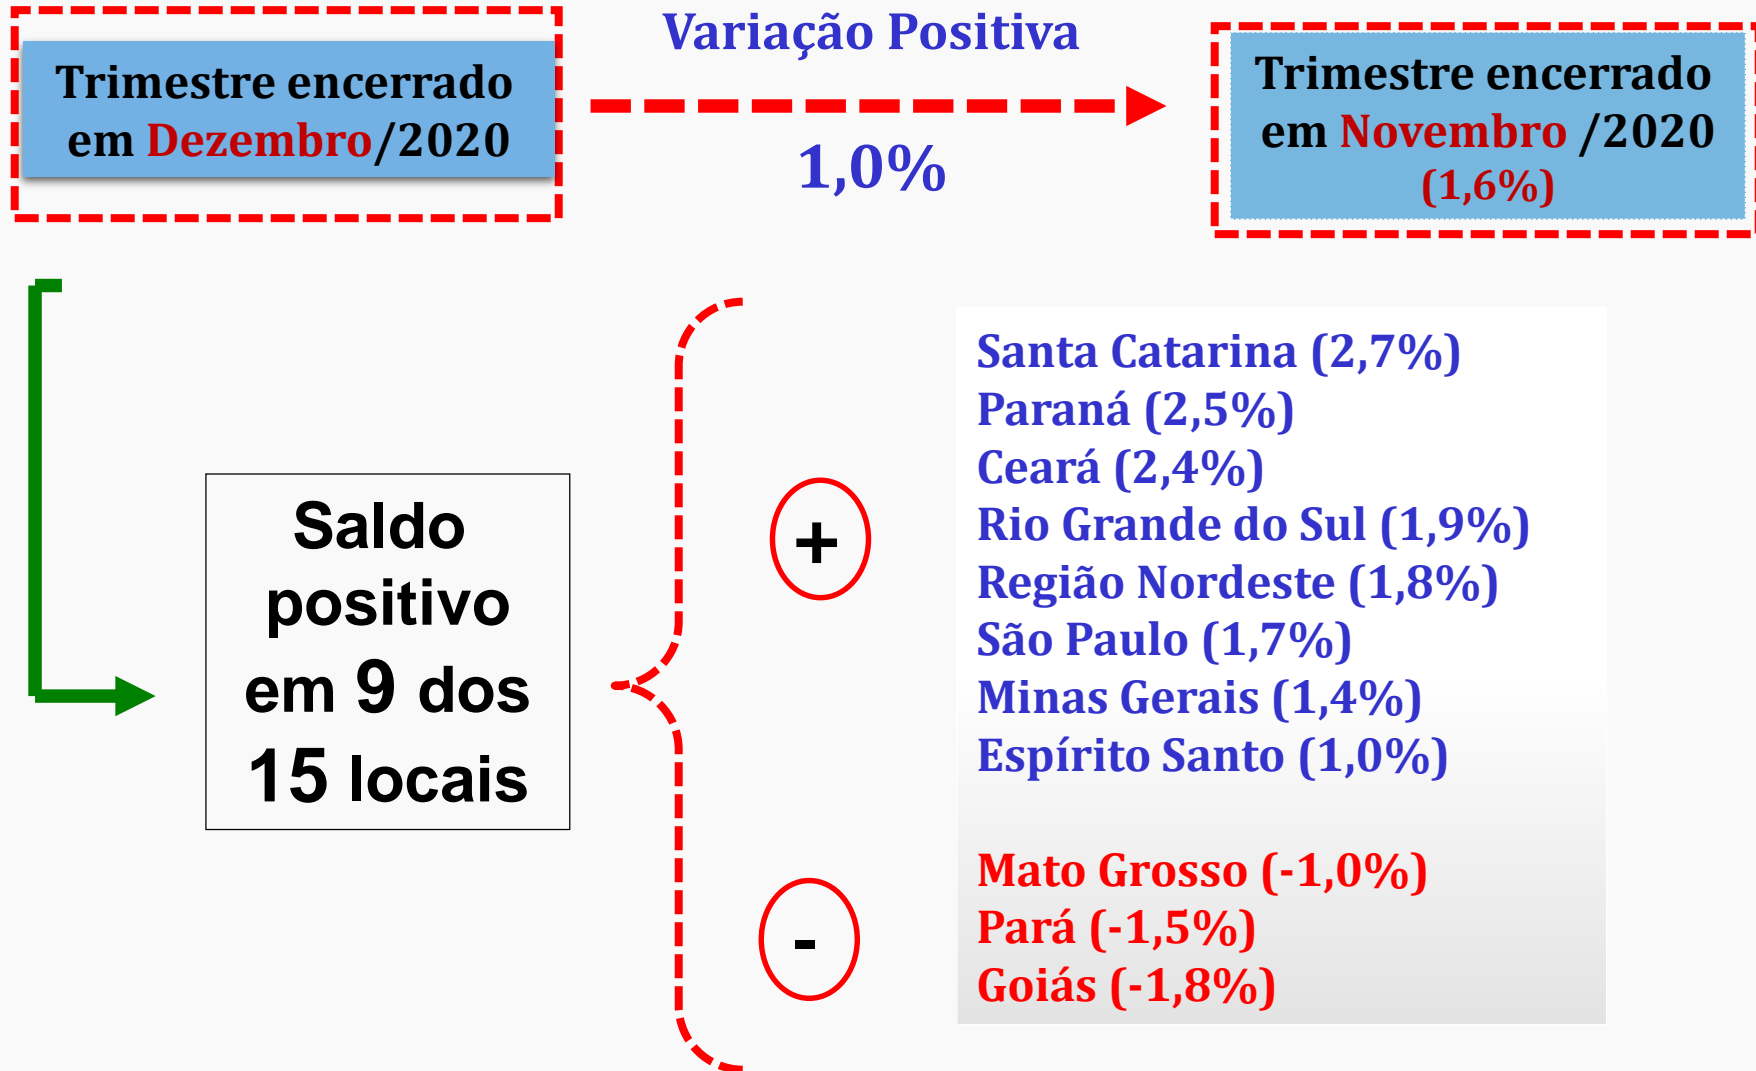 Trimestre encerrado
em Dezembro/2020
Variação Positiva
1,0%
Trimestre encerrado
em Novembro /2020
(1,6%)
Saldo
positivo
em 9 dos
15 locais
+
Santa Catarina (2,7%)
Paraná (2,5%)
Ceará (2,4%)
Rio Grande do Sul (1,9%)
Região Nordeste (1,8%)
São Paulo (1,7%)
Minas Gerais (1,4%)
Espírito Santo (1,0%)
-
Mato Grosso (-1,0%)
Pará (-1,5%)
Goiás (-1,8%)